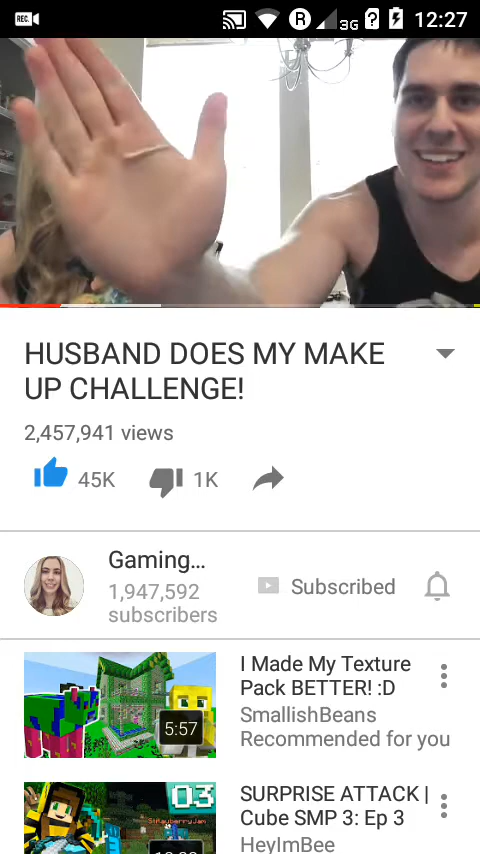 REC
R
3G
?
12:27
HUSBAND DOES MY MAKE
UP CHALLENGE!
2,457,941 views
45K
1K
Gaming...
1,947,592
subscribers
Subscribed
5:57
I Made My Texture
Pack BETTER! :D
SmallishBeans
Recommended for you
03
StrawberryJam
SURPRISE ATTACK |
Cube SMP 3: Ep 3
HeyImBee